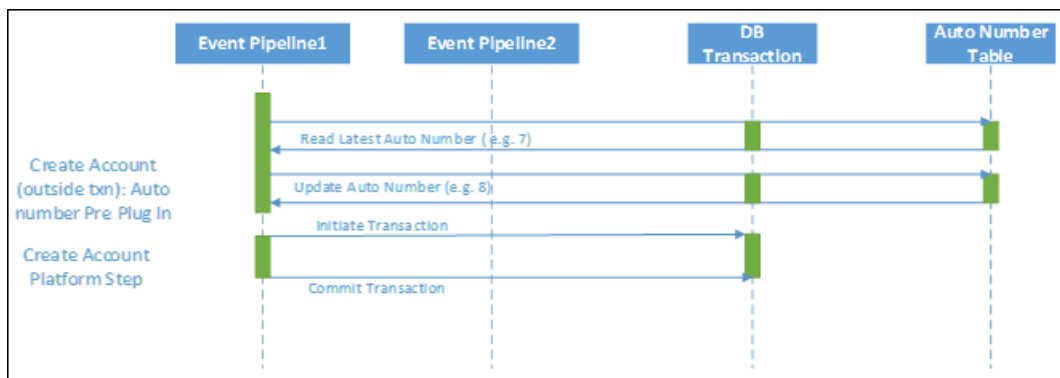 Event Pipeline1
Event Pipeline2
DB
Transaction
Auto Number
Table
Read Latest Auto Number ( e.g. 7)
Create Account
(outside txn): Auto
number Pre Plug In
Update Auto Number (e.g. 8)
Initiate Transaction
Create Account
Platform Step
Commit Transaction